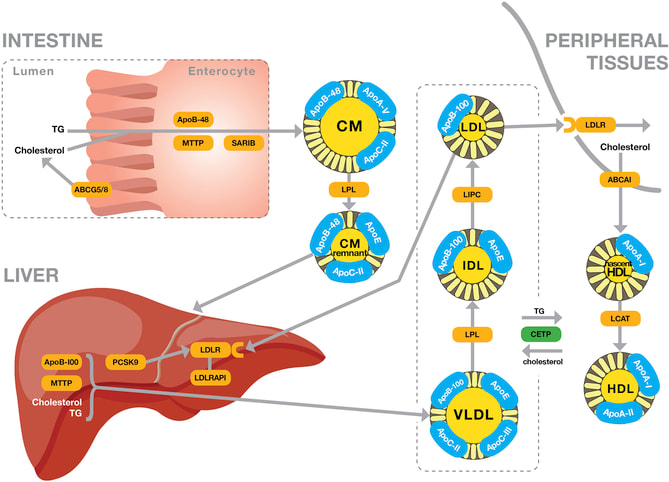 INTESTINE
Lumen
Enterocyte
TG
Cholesterol
ABCG5/8
ApoB-48
MTTP
SARIB
ApoB-48
ApoA-V
CM
ApoC-II
LPL
ApoB-48
ApoE
CM
remnant
ApoC-II
LIVER
ApoB-I00
MTTP
Cholesterol
TG
PCSK9
LDLR
LDLRAPI
ApoB-100
LDL
LIPC
ApoB-100
ApoE
IDL
LPL
ApoB-100
ApoE
VLDL
ApoC-II
ApoC-III
TG
CETP
cholesterol
PERIPHERAL
TISSUES
LDLR
Cholesterol
ABCAI
ApoA-I
nascent
HDL
LCAT
ApoA-I
HDL
ApoA-II